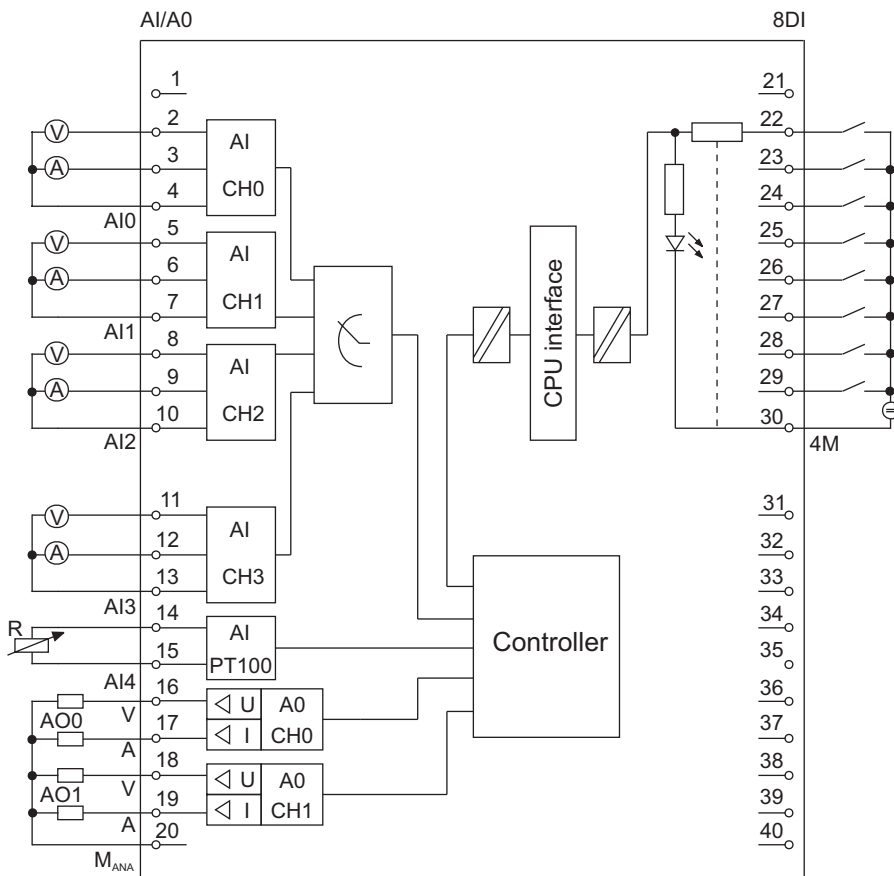 AI/A0 8DI
1 21
V 2 AI 22
A 3 23
4 CH0 24
AI0
V 5 AI 25
A 6 26
7 CH1 27
AI1
V 8 AI 28
A 9 29
10 CH2 30
AI2 4M
CPU interface
V 11 AI 31
A 12 32
13 CH3 33
AI3
R 14 AI 34
15 PT100 35
Controller
AI4
16 U A0 36
AO0 V
17 I CH0 37
A
18 U A0 38
AO1 V
19 I CH1 39
A
20 40
MANA